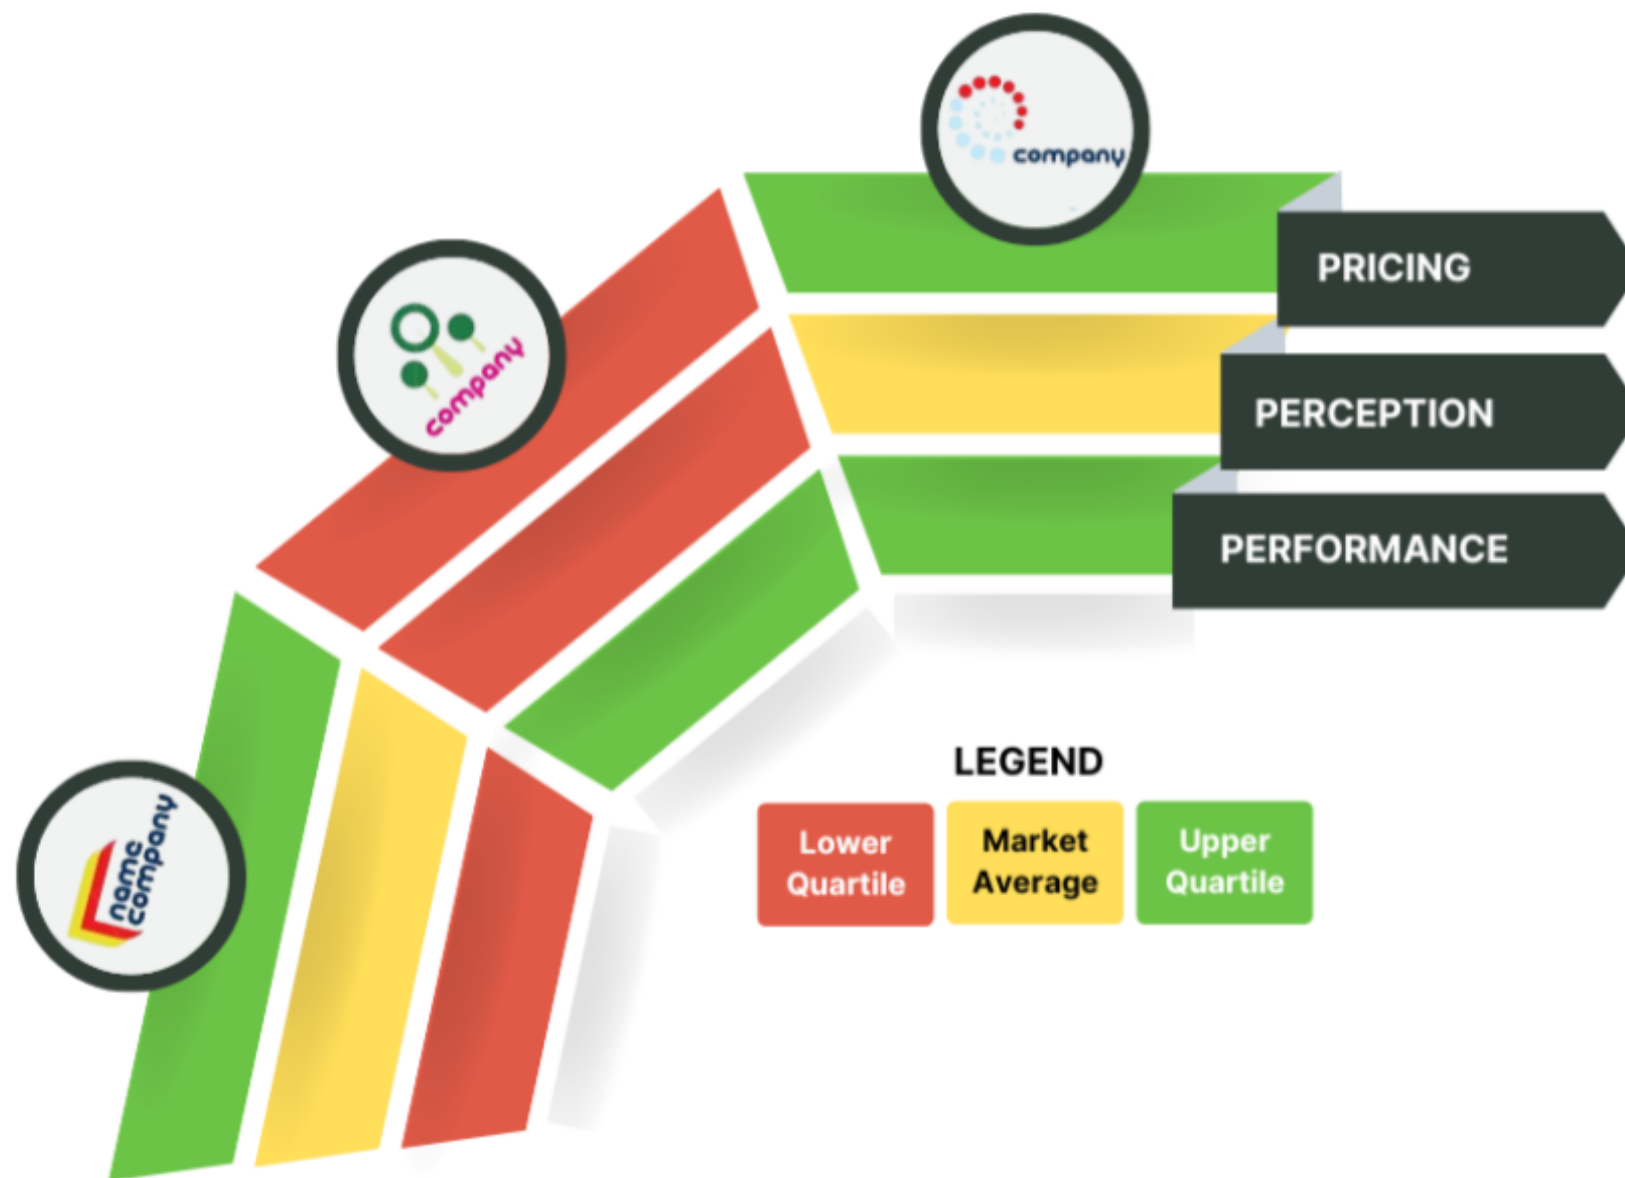 company
PRICING
company
PERCEPTION
PERFORMANCE
LEGEND
Lower
Quartile
Market
Average
Upper
Quartile
name
company